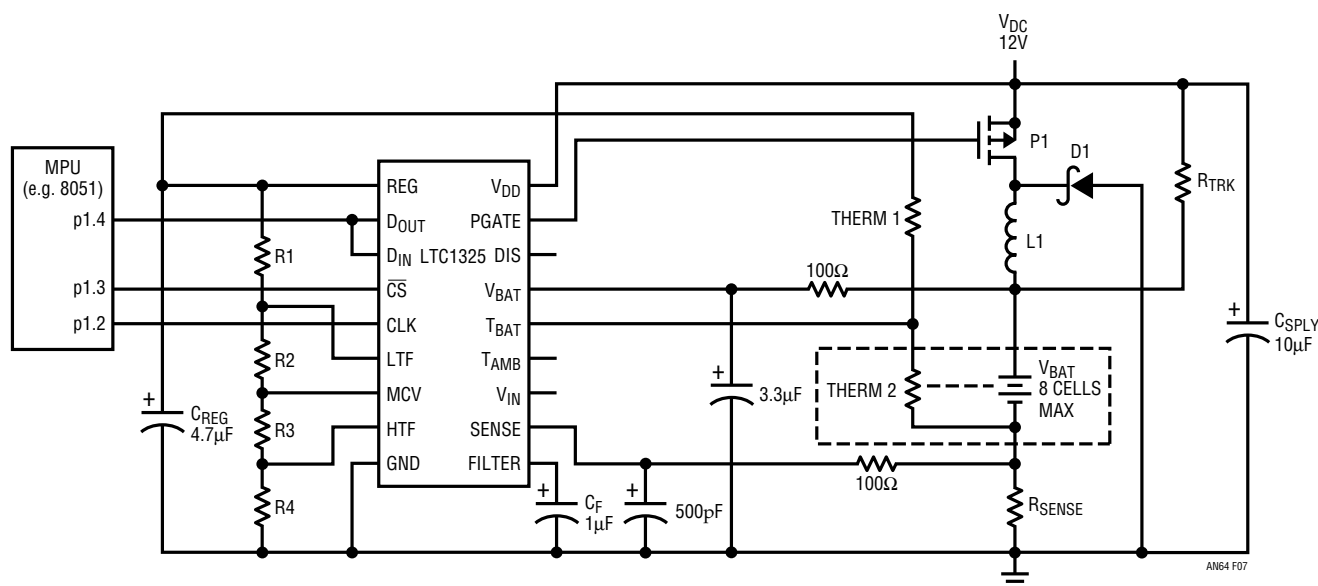 V_DC
12V
MPU
(e.g. 8051)
p1.4
p1.3
p1.2
C_REG
4.7µF
R1
R2
R3
R4
REG
D_OUT
D_IN
C̅S̅
CLK
LTF
MCV
HTF
GND
LTC1325
V_DD
PGATE
DIS
V_BAT
T_BAT
T_AMB
V_IN
SENSE
FILTER
C_F
1µF
500pF
3.3µF
100Ω
100Ω
THERM 1
THERM 2
P1
D1
L1
R_TRK
V_BAT
8 CELLS
MAX
R_SENSE
C_SPLY
10µF
+
+
+
+
+
AN64 F07